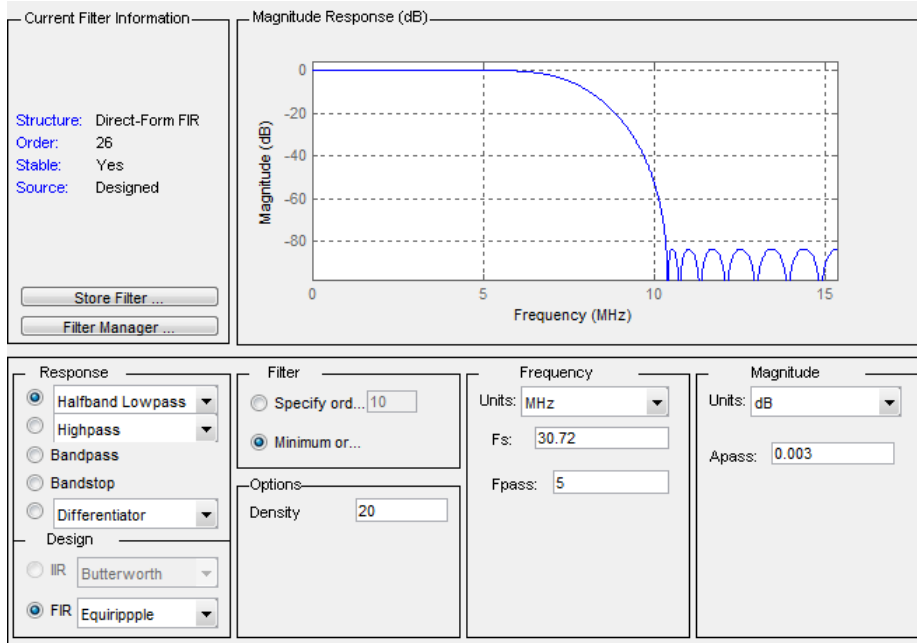 Current Filter Information
Structure: Direct-Form FIR
Order: 26
Stable: Yes
Source: Designed
Store Filter ...
Filter Manager ...
Magnitude Response (dB)
Magnitude (dB)
0
-20
-40
-60
-80
0 5 10 15
Frequency (MHz)
Response
Halfband Lowpass
Highpass
Bandpass
Bandstop
Differentiator
Design
IIR Butterworth
FIR Equirippple
Filter
Specify ord... 10
Minimum or...
Options
Density 20
Frequency
Units: MHz
Fs: 30.72
Fpass: 5
Magnitude
Units: dB
Apass: 0.003